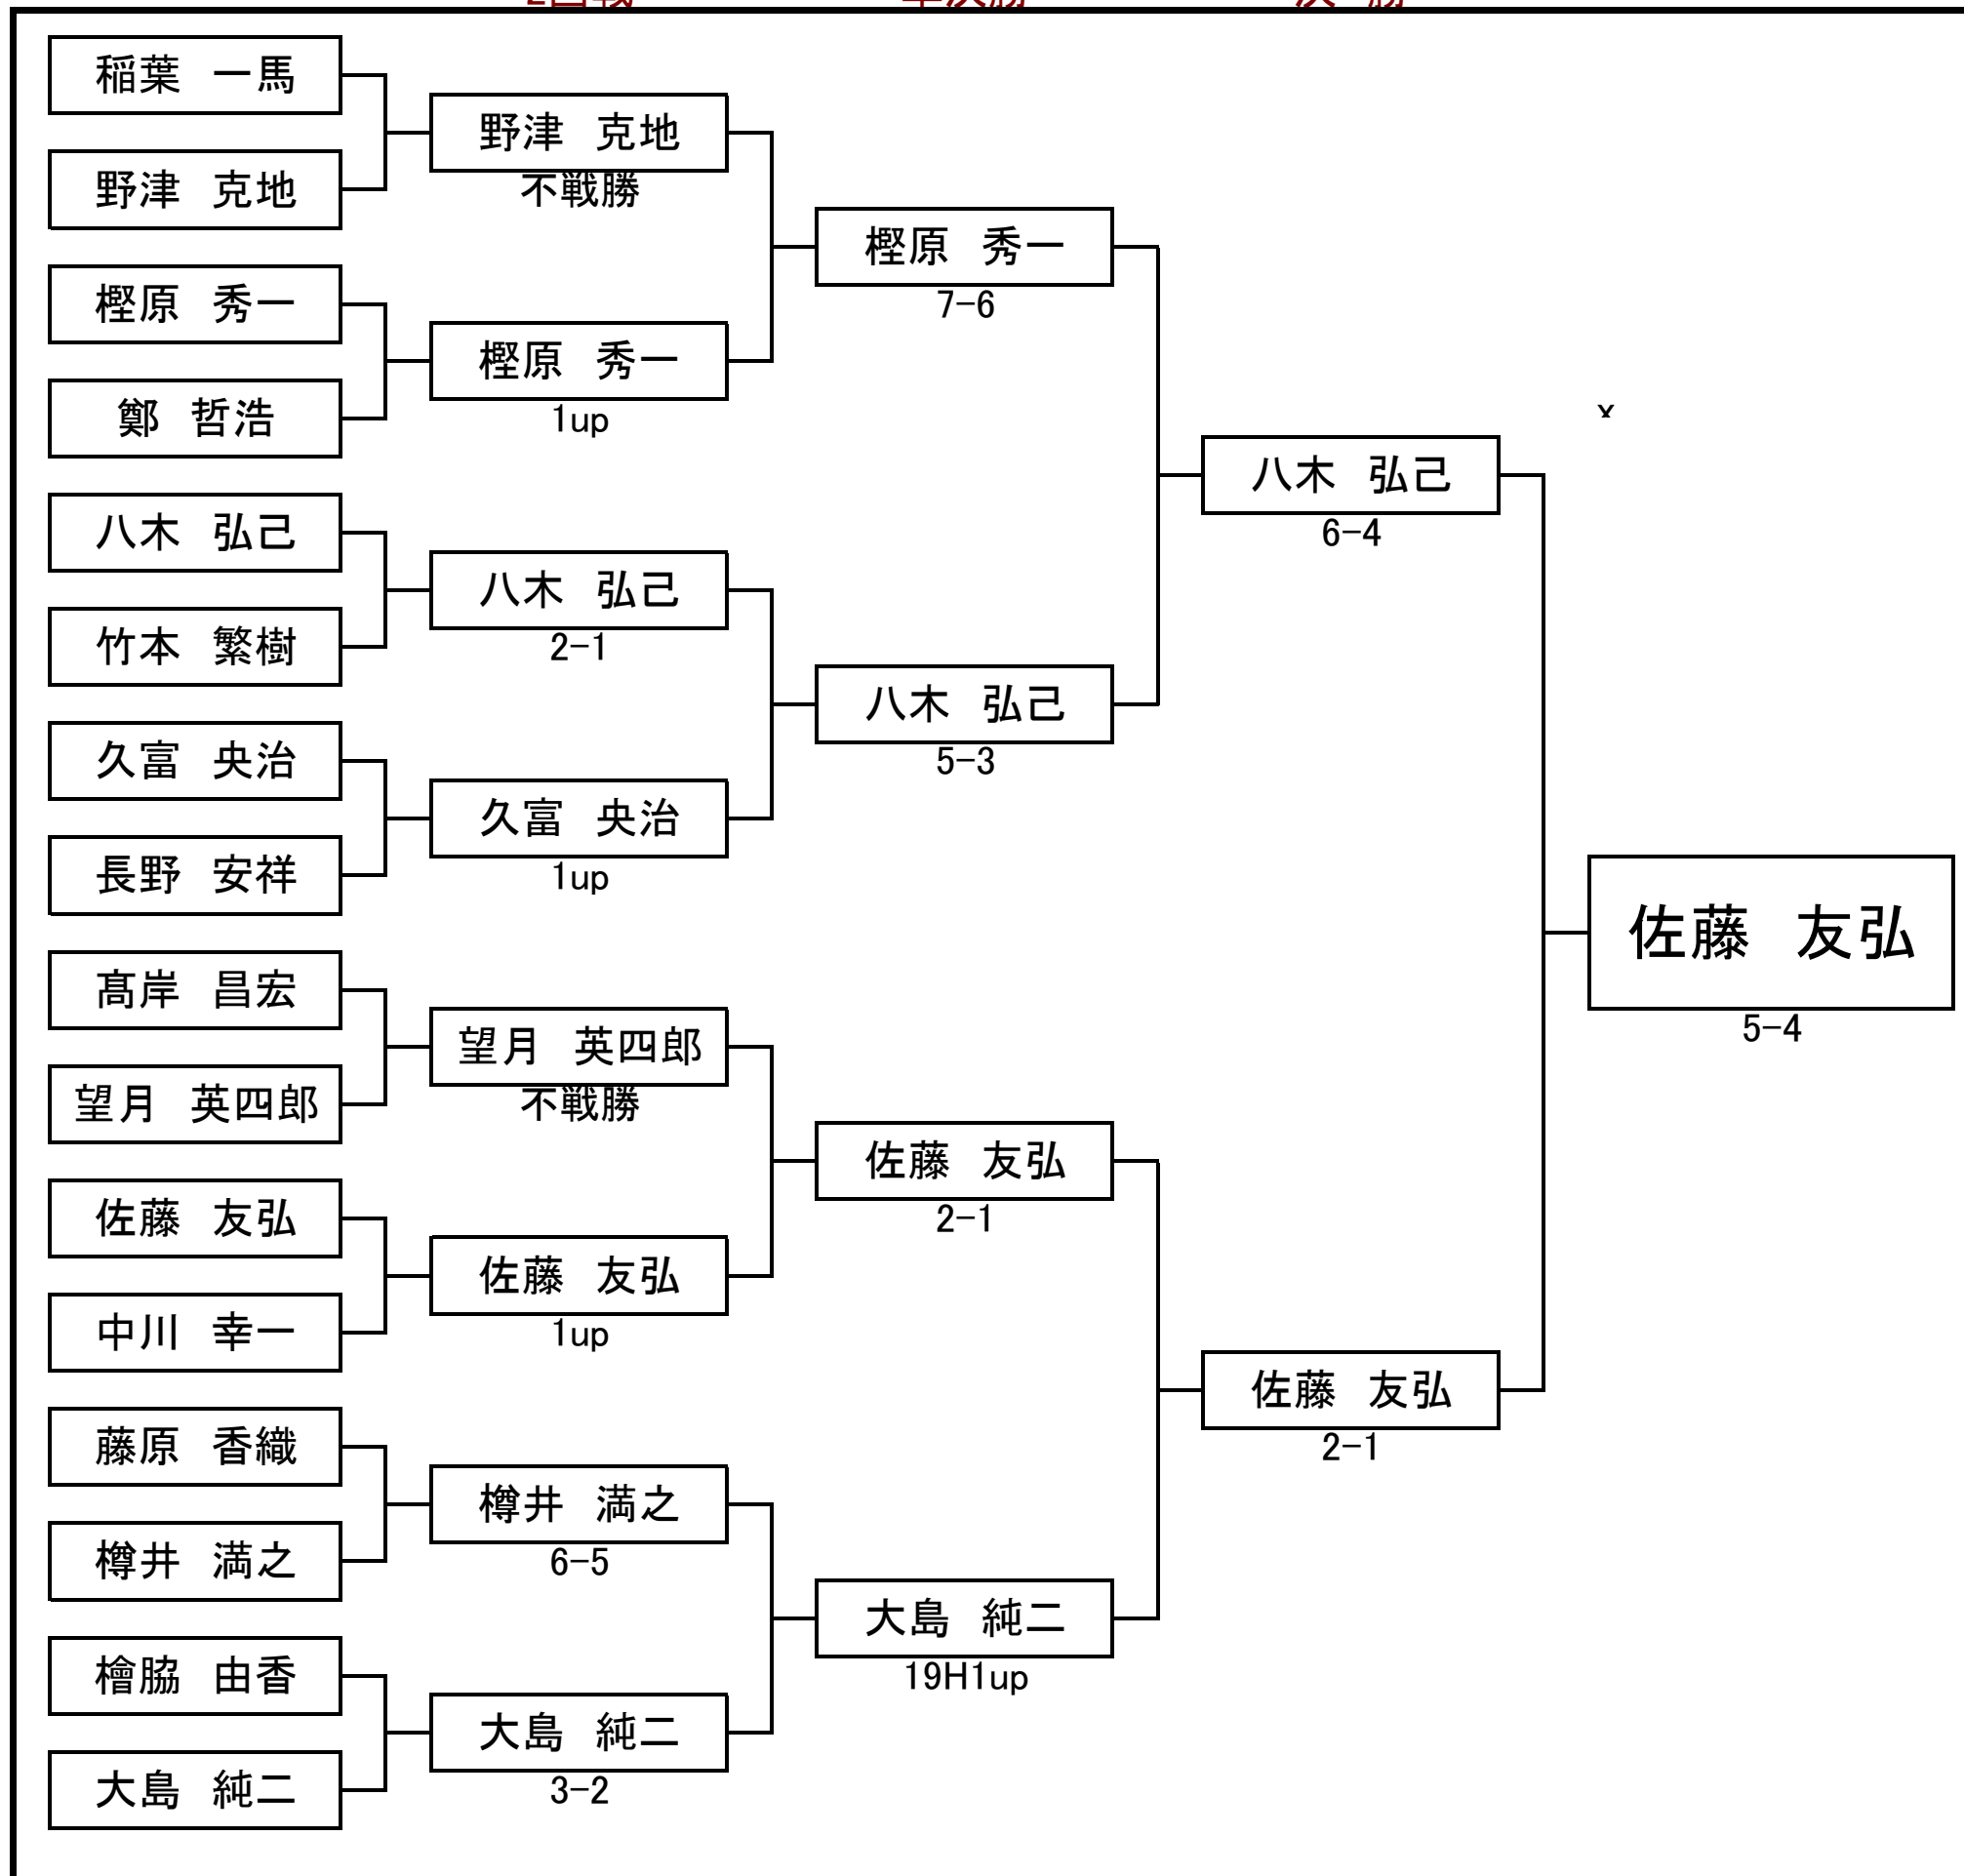 2回戦 準決勝 決 勝
稲葉 一馬
野津 克地
樫原 秀一
鄭 哲浩
八木 弘己
竹本 繁樹
久富 央治
長野 安祥
髙岸 昌宏
望月 英四郎
佐藤 友弘
中川 幸一
藤原 香織
樽井 満之
檜脇 由香
大島 純二
野津 克地
不戦勝
樫原 秀一
1up
八木 弘己
2-1
久富 央治
1up
望月 英四郎
不戦勝
佐藤 友弘
1up
樽井 満之
6-5
大島 純二
3-2
樫原 秀一
7-6
八木 弘己
5-3
佐藤 友弘
2-1
大島 純二
19H1up
八木 弘己
6-4
佐藤 友弘
2-1
佐藤 友弘
5-4